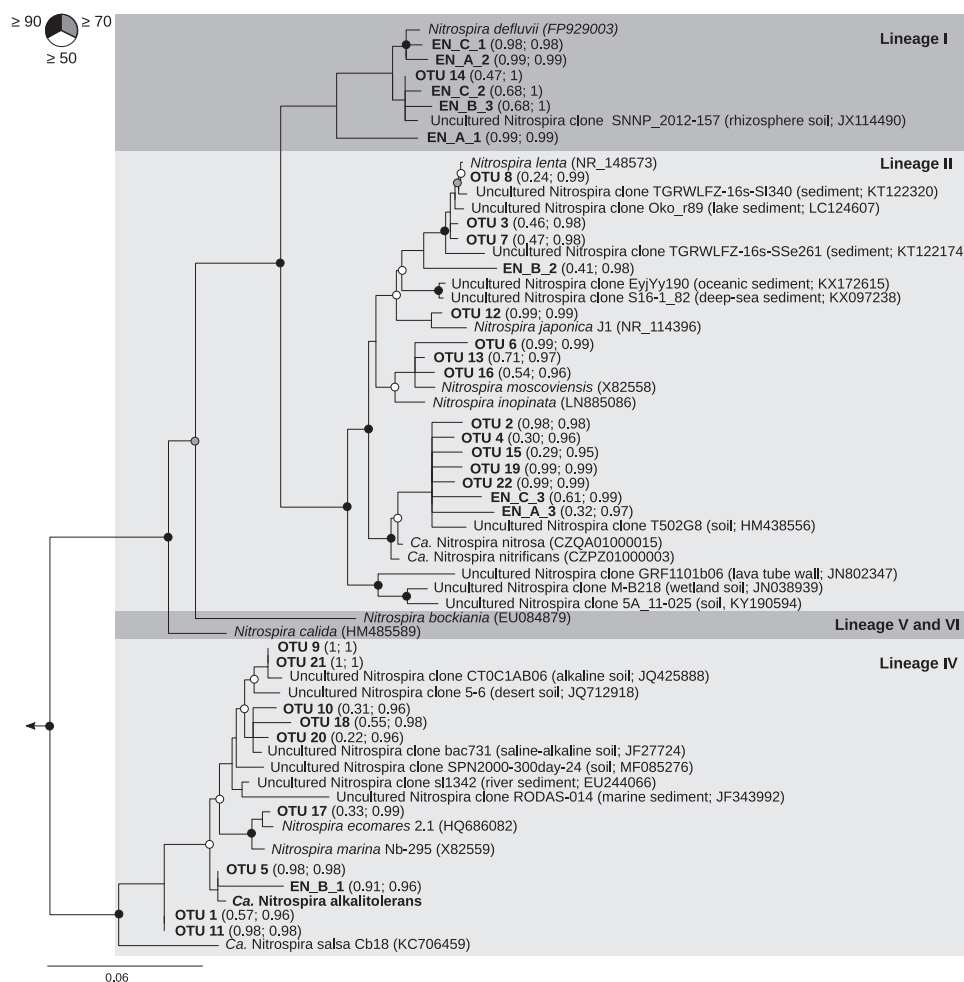 ≥ 90
≥ 70
≥ 50
Lineage I
Nitrospira defluvii (FP929003)
EN_C_1 (0.98; 0.98)
EN_A_2 (0.99; 0.99)
OTU 14 (0.47; 1)
EN_C_2 (0.68; 1)
EN_B_3 (0.68; 1)
Uncultured Nitrospira clone SNNP_2012-157 (rhizosphere soil; JX114490)
EN_A_1 (0.99; 0.99)
Lineage II
Nitrospira lenta (NR_148573)
OTU 8 (0.24; 0.99)
Uncultured Nitrospira clone TGRWLFZ-16s-SI340 (sediment; KT122320)
Uncultured Nitrospira clone Oko_r89 (lake sediment; LC124607)
OTU 3 (0.46; 0.98)
OTU 7 (0.47; 0.98)
Uncultured Nitrospira clone TGRWLFZ-16s-SSe261 (sediment; KT122174
EN_B_2 (0.41; 0.98)
Uncultured Nitrospira clone EyjYy190 (oceanic sediment; KX172615)
Uncultured Nitrospira clone S16-1_82 (deep-sea sediment; KX097238)
OTU 12 (0.99; 0.99)
Nitrospira japonica J1 (NR_114396)
OTU 6 (0.99; 0.99)
OTU 13 (0.71; 0.97)
OTU 16 (0.54; 0.96)
Nitrospira moscoviensis (X82558)
Nitrospira inopinata (LN885086)
OTU 2 (0.98; 0.98)
OTU 4 (0.30; 0.96)
OTU 15 (0.29; 0.95)
OTU 19 (0.99; 0.99)
OTU 22 (0.99; 0.99)
EN_C_3 (0.61; 0.99)
EN_A_3 (0.32; 0.97)
Uncultured Nitrospira clone T502G8 (soil; HM438556)
Ca. Nitrospira nitrosa (CZQA01000015)
Ca. Nitrospira nitrificans (CZPZ01000003)
Uncultured Nitrospira clone GRF1101b06 (lava tube wall; JN802347)
Uncultured Nitrospira clone M-B218 (wetland soil; JN038939)
Uncultured Nitrospira clone 5A_11-025 (soil, KY190594)
Nitrospira bockiania (EU084879)
Lineage V and VI
Nitrospira calida (HM485589)
OTU 9 (1; 1)
Lineage IV
OTU 21 (1; 1)
Uncultured Nitrospira clone CT0C1AB06 (alkaline soil; JQ425888)
Uncultured Nitrospira clone 5-6 (desert soil; JQ712918)
OTU 10 (0.31; 0.96)
OTU 18 (0.55; 0.98)
OTU 20 (0.22; 0.96)
Uncultured Nitrospira clone bac731 (saline-alkaline soil; JF27724)
Uncultured Nitrospira clone SPN2000-300day-24 (soil; MF085276)
Uncultured Nitrospira clone sl1342 (river sediment; EU244066)
Uncultured Nitrospira clone RODAS-014 (marine sediment; JF343992)
OTU 17 (0.33; 0.99)
Nitrospira ecomares 2.1 (HQ686082)
Nitrospira marina Nb-295 (X82559)
OTU 5 (0.98; 0.98)
EN_B_1 (0.91; 0.96)
Ca. Nitrospira alkalitolerans
OTU 1 (0.57; 0.96)
OTU 11 (0.98; 0.98)
Ca. Nitrospira salsa Cb18 (KC706459)
0.06